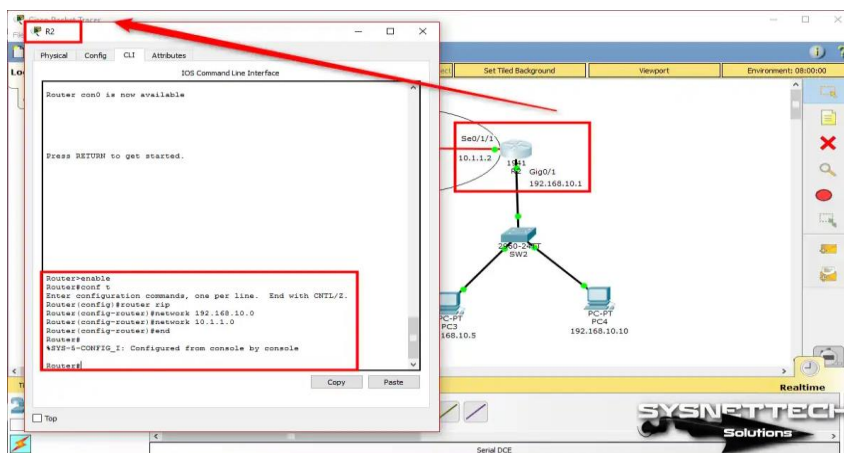 Cisco Packet Tracer
R2
Physical Config CLI Attributes
IOS Command Line Interface
Router con0 is now available
Press RETURN to get started.
Router>enable
Router#conf t
Enter configuration commands, one per line. End with CNTL/Z.
Router(config)#router rip
Router(config-router)#network 192.168.10.0
Router(config-router)#network 10.1.1.0
Router(config-router)#end
Router#
%SYS-5-CONFIG_I: Configured from console by console
Router#
Copy Paste
Top
Set Tiled Background Viewport Environment: 08:00:00
Se0/1/1
10.1.1.2
1941
R2
Gig0/1
192.168.10.1
2960-24TT
SW2
PC-PT
PC3
168.10.5
PC-PT
PC4
192.168.10.10
Realtime
SYSNETTECH
Solutions
Serial DCE